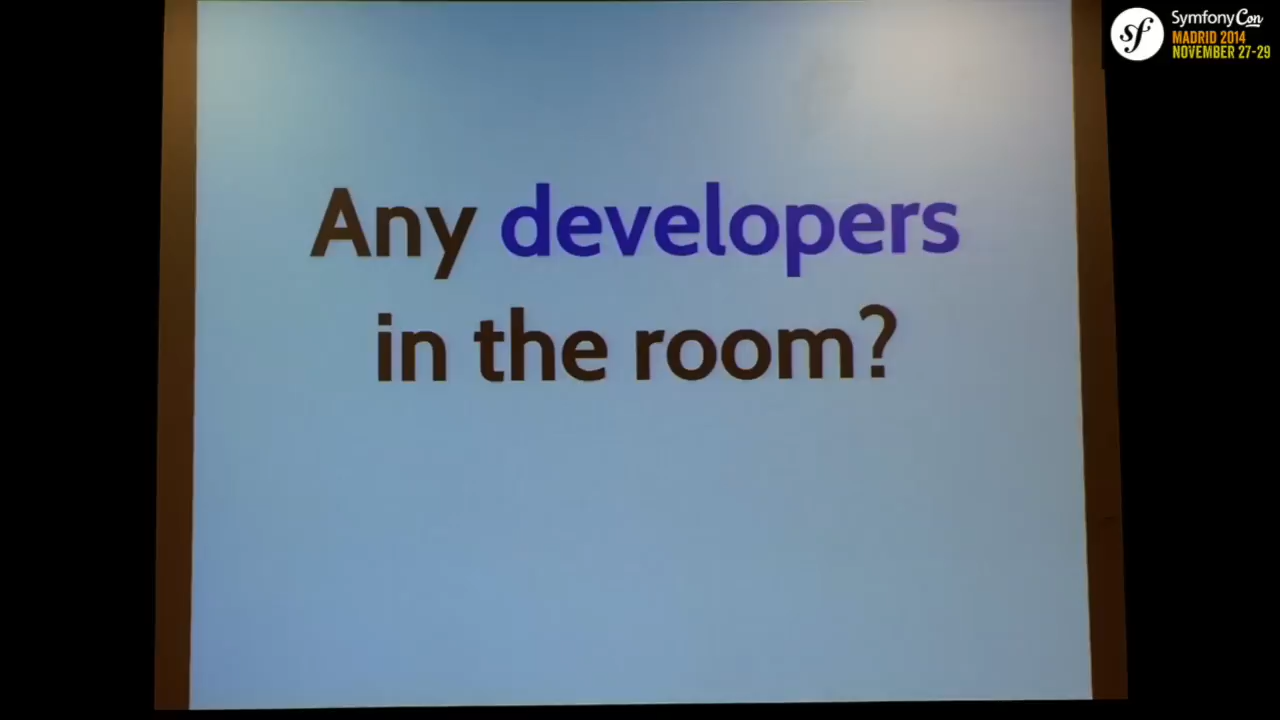 SymfonyCon
MADRID 2014
NOVEMBER 27-29
Any developers
in the room?
sf